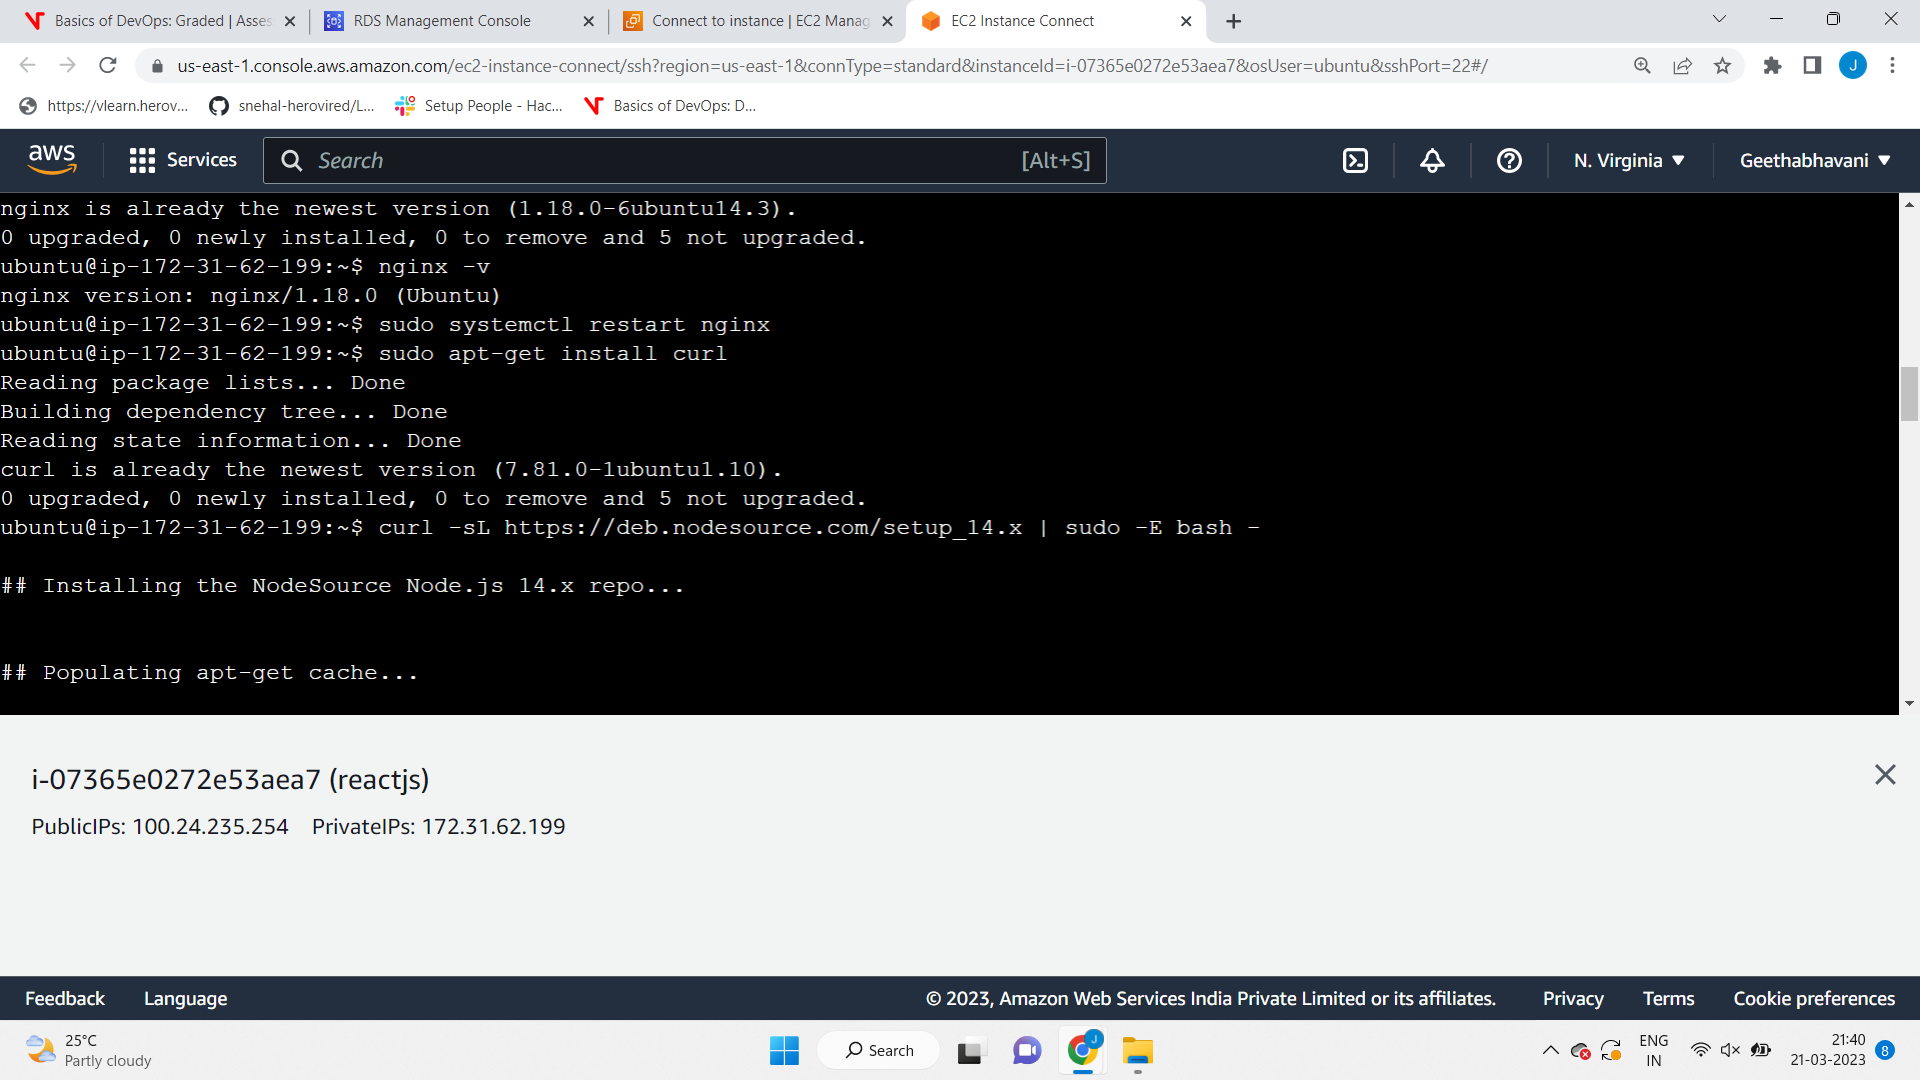 Basics of DevOps: Graded | Asses
RDS Management Console
Connect to instance | EC2 Manag
EC2 Instance Connect
us-east-1.console.aws.amazon.com/ec2-instance-connect/ssh?region=us-east-1&connType=standard&instanceId=i-07365e0272e53aea7&osUser=ubuntu&sshPort=22#/
J
https://vlearn.herov...
snehal-herovired/L...
Setup People - Hac...
Basics of DevOps: D...
aws
Services
Search
[Alt+S]
N. Virginia
Geethabhavani
nginx is already the newest version (1.18.0-6ubuntu14.3).
0 upgraded, 0 newly installed, 0 to remove and 5 not upgraded.
ubuntu@ip-172-31-62-199:~$ nginx -v
nginx version: nginx/1.18.0 (Ubuntu)
ubuntu@ip-172-31-62-199:~$ sudo systemctl restart nginx
ubuntu@ip-172-31-62-199:~$ sudo apt-get install curl
Reading package lists... Done
Building dependency tree... Done
Reading state information... Done
curl is already the newest version (7.81.0-1ubuntu1.10).
0 upgraded, 0 newly installed, 0 to remove and 5 not upgraded.
ubuntu@ip-172-31-62-199:~$ curl -sL https://deb.nodesource.com/setup_14.x | sudo -E bash -
## Installing the NodeSource Node.js 14.x repo...
## Populating apt-get cache...
i-07365e0272e53aea7 (reactjs)
PublicIPs: 100.24.235.254 PrivateIPs: 172.31.62.199
Feedback
Language
© 2023, Amazon Web Services India Private Limited or its affiliates.
Privacy
Terms
Cookie preferences
25°C
Partly cloudy
Search
J
ENG
IN
21:40
21-03-2023
8